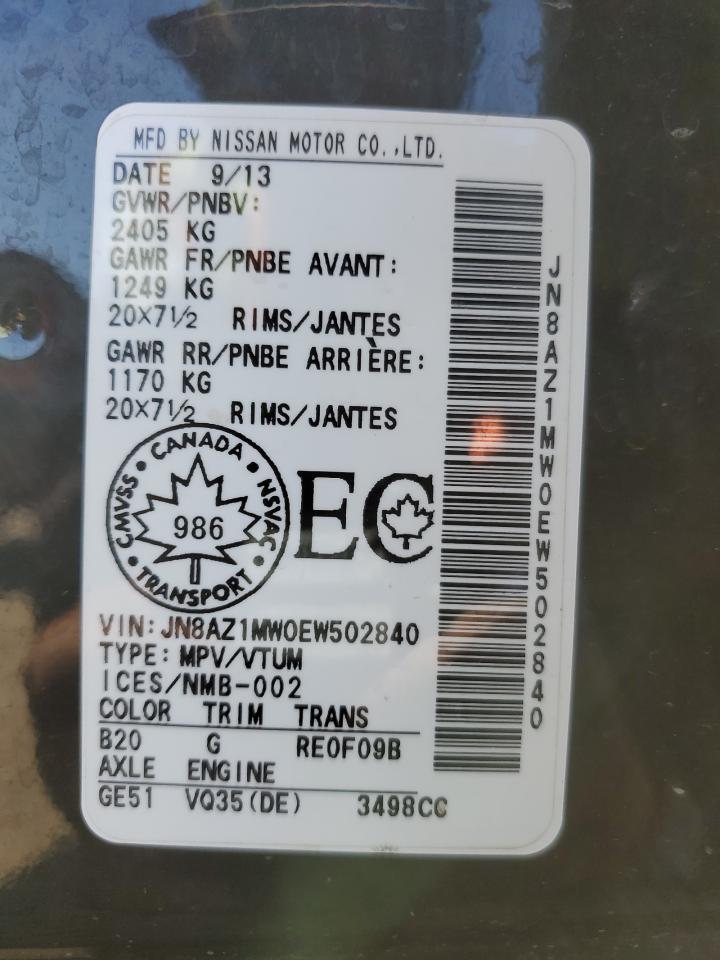 MFD BY NISSAN MOTOR CO.,LTD.
DATE 9/13
GVWR/PNBV:
2405 KG
GAWR FR/PNBE AVANT:
1249 KG
20×7½ RIMS/JANTES
GAWR RR/PNBE ARRIÈRE:
1170 KG
20×7½ RIMS/JANTES
CANADA
CMVSS • NSVAC
986
TRANSPORT
EC
VIN:JN8AZ1MW0EW502840
TYPE:MPV/VTUM
ICES/NMB-002
COLOR TRIM TRANS
B20 G RE0F09B
AXLE ENGINE
GE51 VQ35(DE) 3498CC
JN8AZ1MW0EW502840